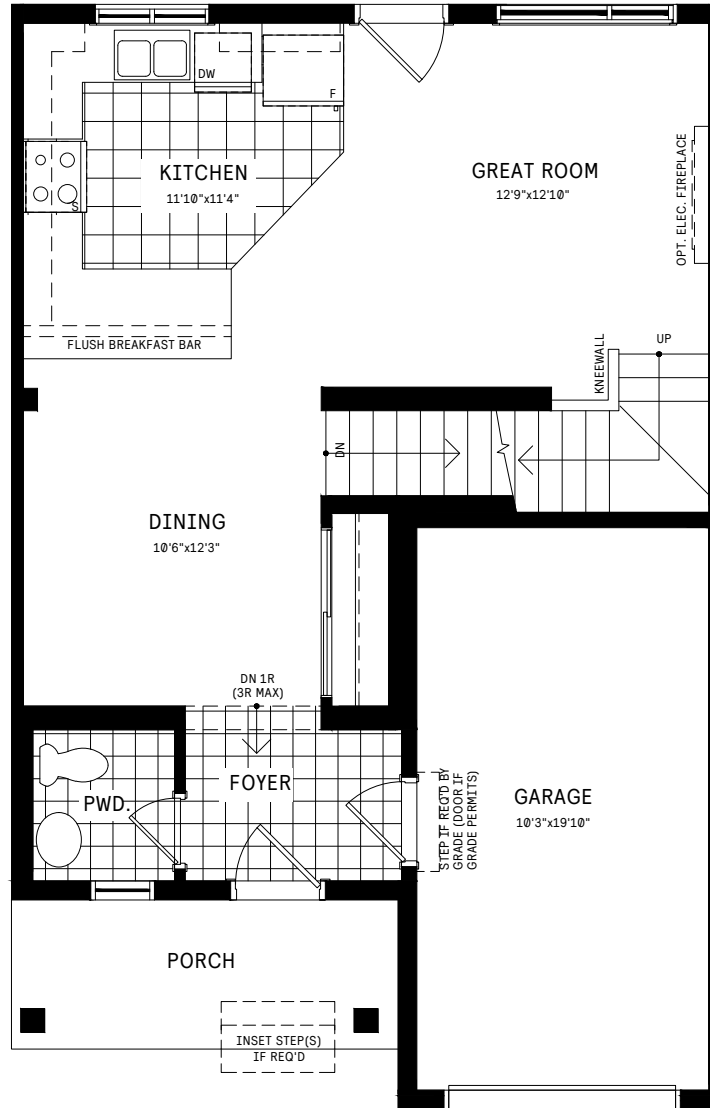 DW
F
KITCHEN
11'10"x11'4"
S
GREAT ROOM
12'9"x12'10"
OPT. ELEC. FIREPLACE
FLUSH BREAKFAST BAR
KNEEWALL
UP
DN
DINING
10'6"x12'3"
DN 1R
(3R MAX)
FOYER
PWD.
STEP IF REQ'D BY
GRADE (DOOR IF
GRADE PERMITS)
GARAGE
10'3"x19'10"
PORCH
INSET STEP(S)
IF REQ'D